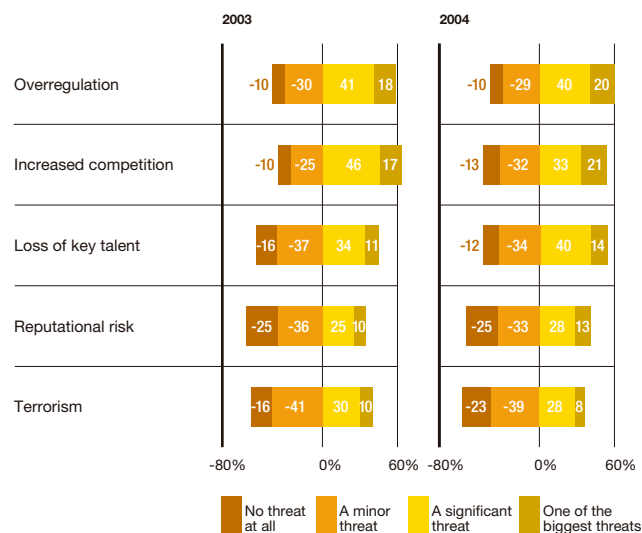 2003 2004
Overregulation -10 -30 41 18 -10 -29 40 20
Increased competition -10 -25 46 17 -13 -32 33 21
Loss of key talent -16 -37 34 11 -12 -34 40 14
Reputational risk -25 -36 25 10 -25 -33 28 13
Terrorism -16 -41 30 10 -23 -39 28 8
-80% 0% 60% -80% 0% 60%
No threat at all
A minor threat
A significant threat
One of the biggest threats